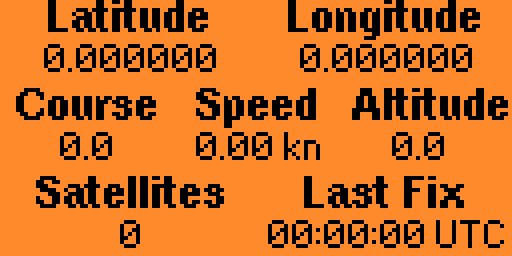 Latitude Longitude
0.000000 0.000000
Course Speed Altitude
0.0 0.00 kn 0.0
Satellites Last Fix
0 00:00:00 UTC